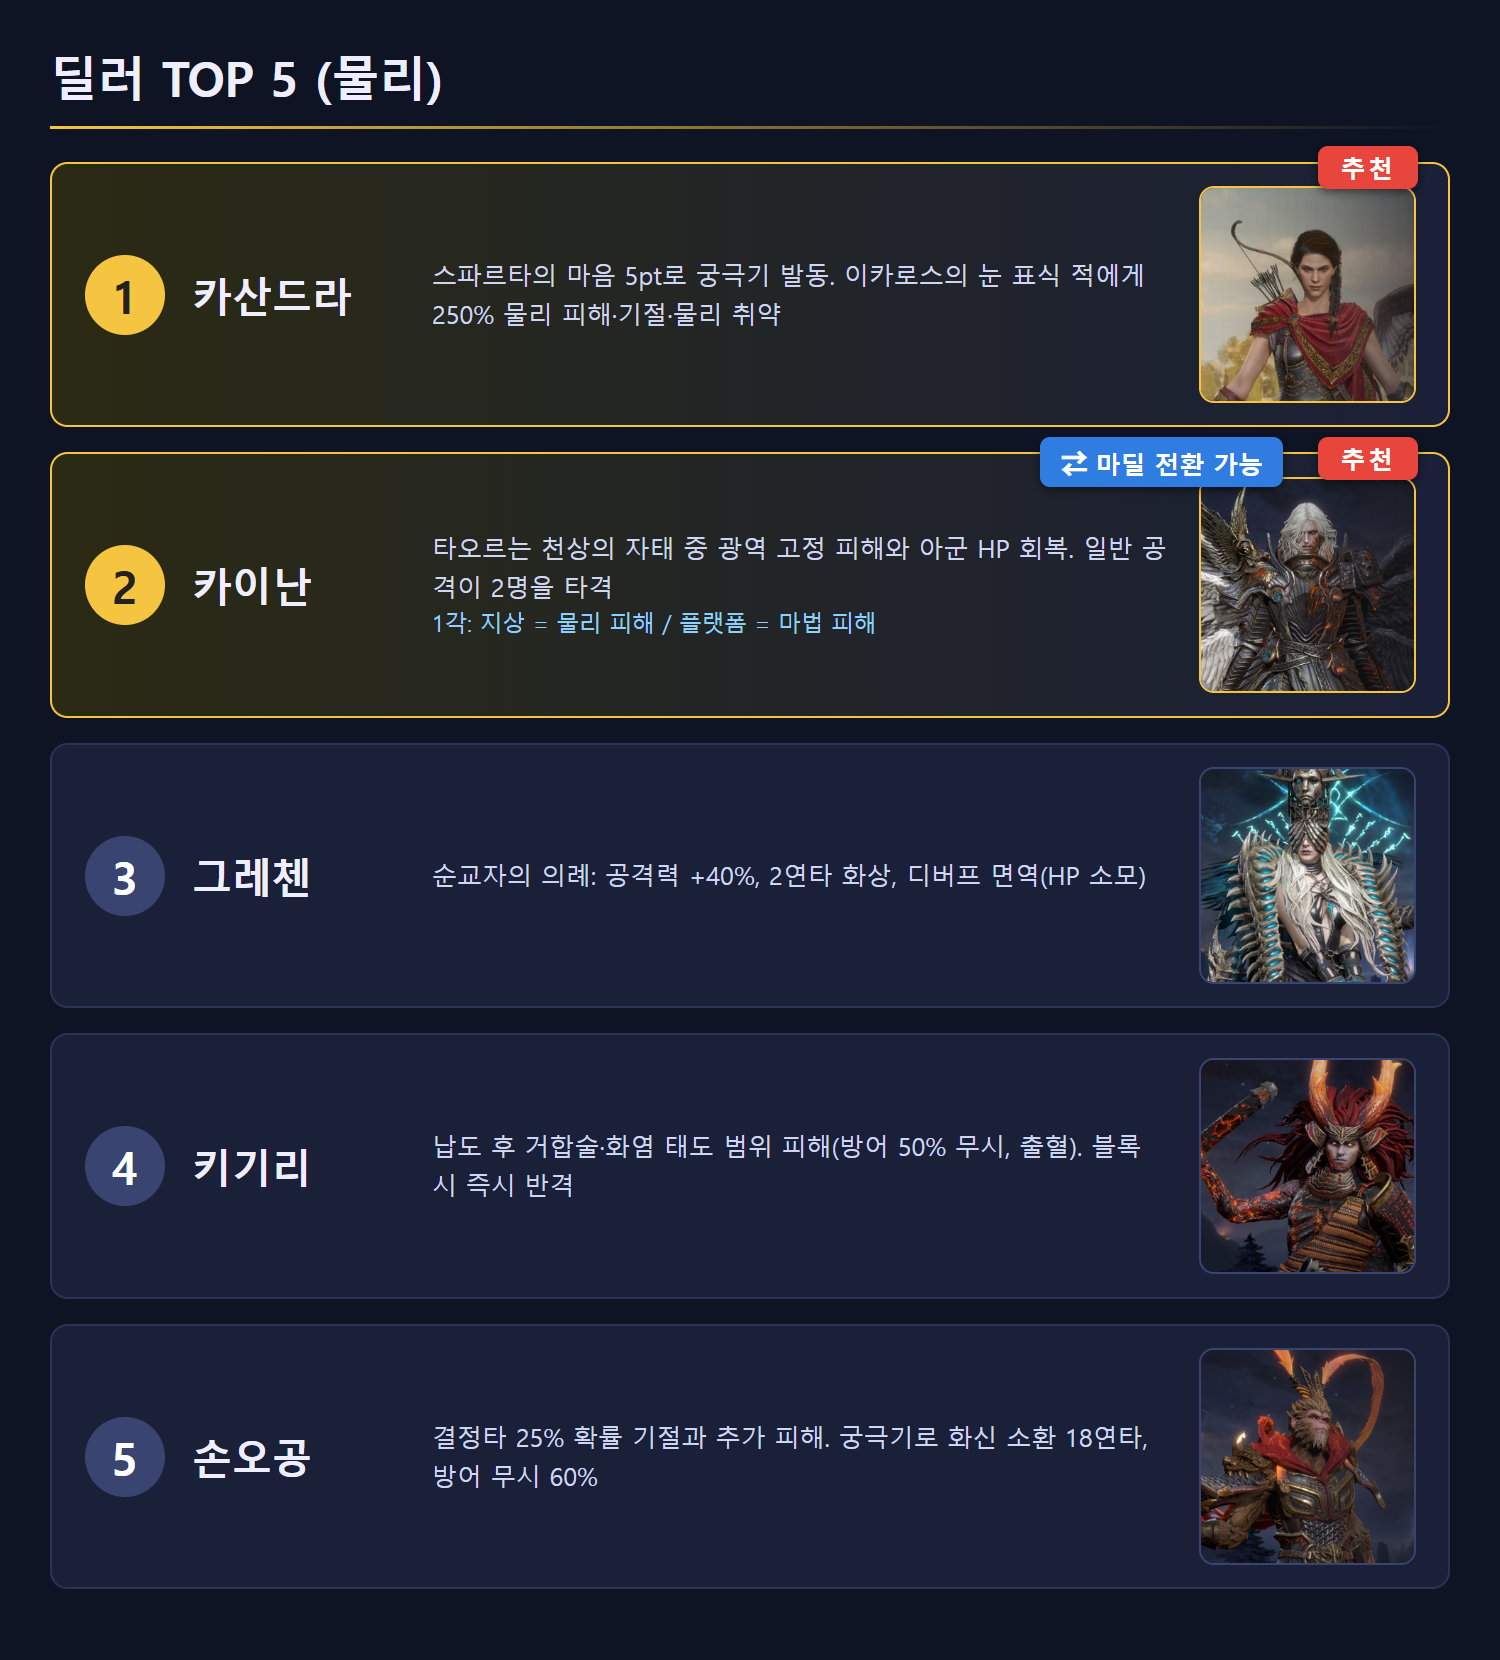 딜러 TOP 5 (물리)
추천
1 카산드라
스파르타의 마음 5pt로 궁극기 발동. 이카로스의 눈 표식 적에게
250% 물리 피해·기절·물리 취약
⇄ 마딜 전환 가능
추천
2 카이난
타오르는 천상의 자태 중 광역 고정 피해와 아군 HP 회복. 일반 공
격이 2명을 타격
1각: 지상 = 물리 피해 / 플랫폼 = 마법 피해
3 그레첸
순교자의 의례: 공격력 +40%, 2연타 화상, 디버프 면역(HP 소모)
4 키기리
납도 후 거합술·화염 태도 범위 피해(방어 50% 무시, 출혈). 블록
시 즉시 반격
5 손오공
결정타 25% 확률 기절과 추가 피해. 궁극기로 화신 소환 18연타,
방어 무시 60%